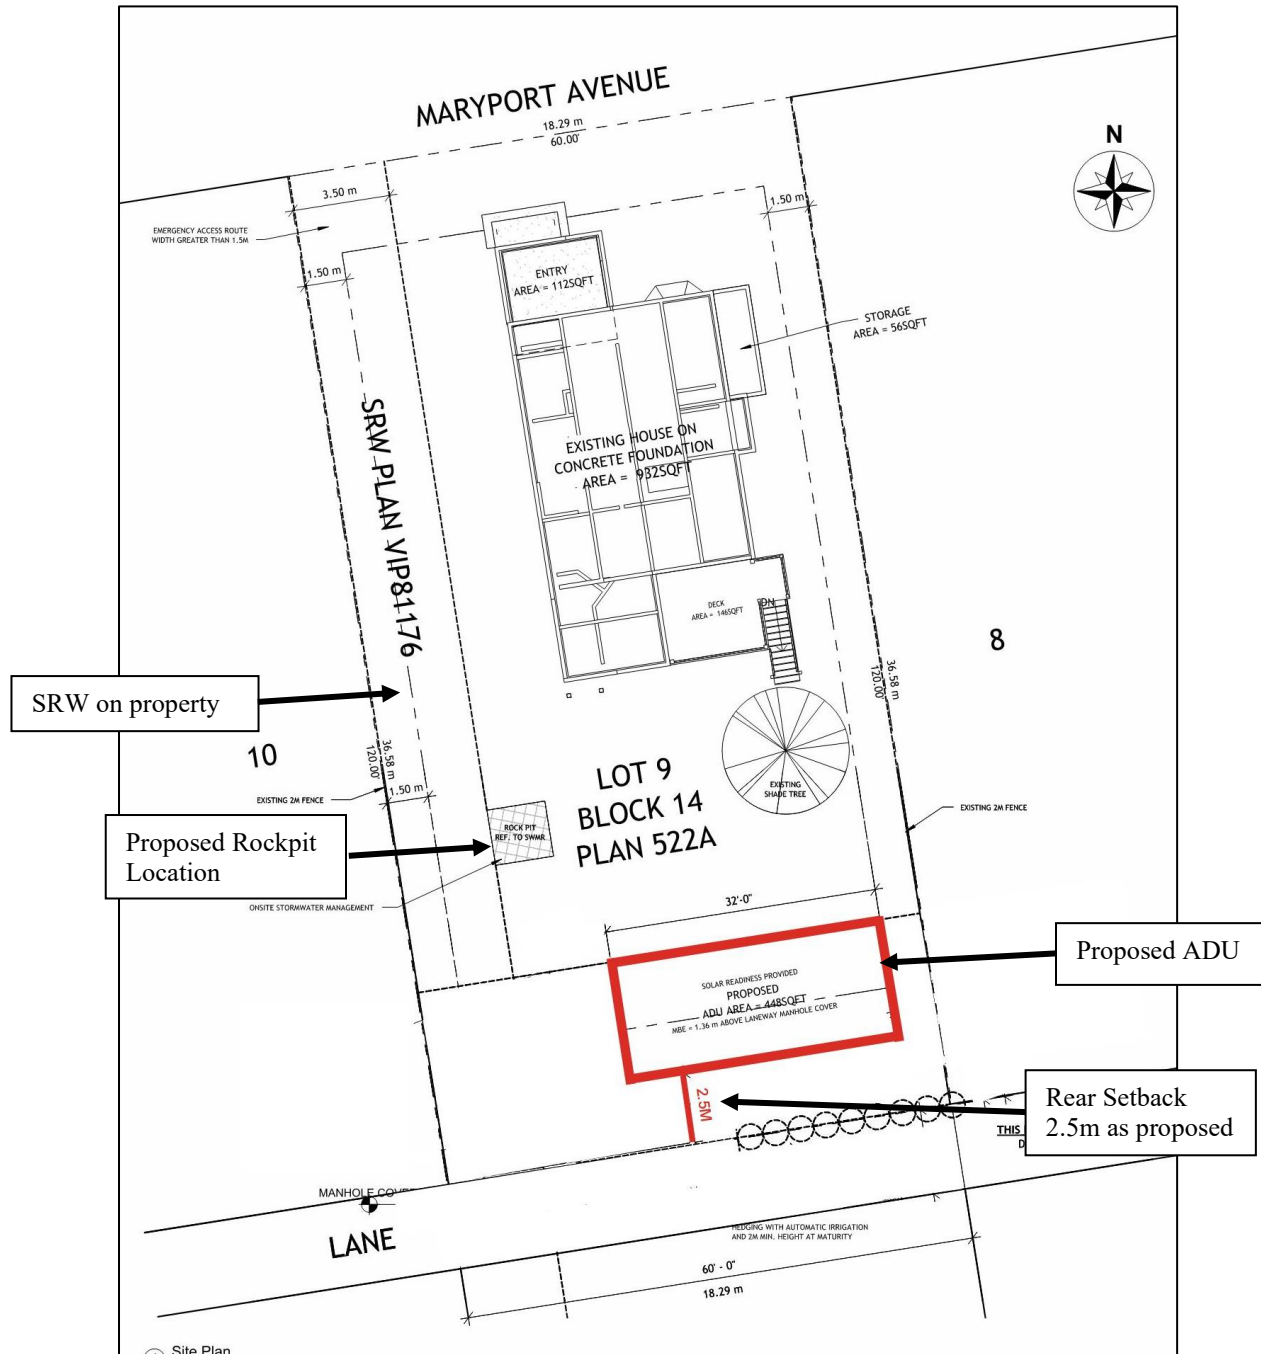 MARYPORT AVENUE
18.29 m
60.00'
N
3.50 m
1.50 m
EMERGENCY ACCESS ROUTE
WIDTH GREATER THAN 1.5M
1.50 m
ENTRY
AREA = 112SQFT
STORAGE
AREA = 56SQFT
SRW PLAN VIP81176
EXISTING HOUSE ON
CONCRETE FOUNDATION
AREA = 932SQFT
DECK
AREA = 146SQFT
DN
8
SRW on property
36.58 m
120.00'
10
36.58 m
120.00'
LOT 9
BLOCK 14
PLAN 522A
EXISTING
SHADE TREE
EXISTING 2M FENCE
1.50 m
EXISTING 2M FENCE
Proposed Rockpit
Location
ROCK PIT
REF. TO SWMR
ONSITE STORMWATER MANAGEMENT
32'-0"
Proposed ADU
SOLAR READINESS PROVIDED
PROPOSED
ADU AREA = 448SQFT
MBE = 1.36 m ABOVE LANEWAY MANHOLE COVER
2.5M
Rear Setback
2.5m as proposed
THIS
MANHOLE
LANE
HEDGING WITH AUTOMATIC IRRIGATION
AND 2M MIN. HEIGHT AT MATURITY
60' - 0"
18.29 m
Site Plan